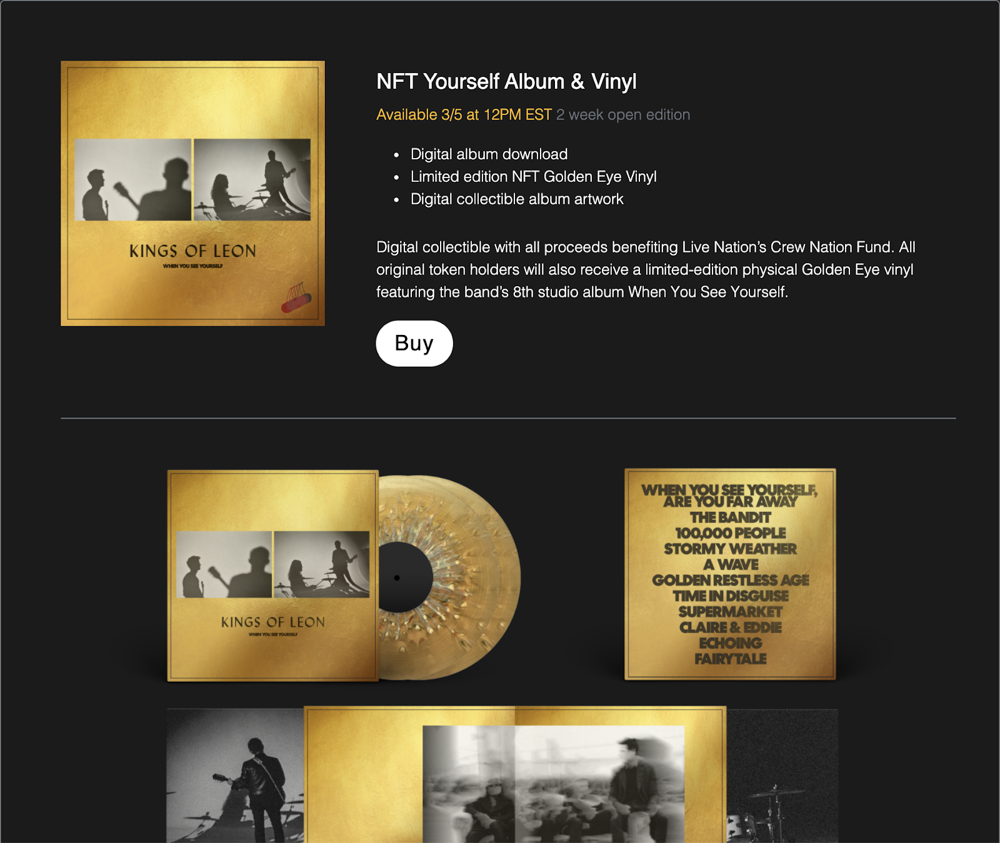 NFT Yourself Album & Vinyl
Available 3/5 at 12PM EST 2 week open edition
Digital album download
Limited edition NFT Golden Eye Vinyl
Digital collectible album artwork
Digital collectible with all proceeds benefiting Live Nation’s Crew Nation Fund. All
original token holders will also receive a limited-edition physical Golden Eye vinyl
featuring the band’s 8th studio album When You See Yourself.
Buy
KINGS OF LEON
WHEN YOU SEE YOURSELF
KINGS OF LEON
WHEN YOU SEE YOURSELF
WHEN YOU SEE YOURSELF,
ARE YOU FAR AWAY
THE BANDIT
100,000 PEOPLE
STORMY WEATHER
A WAVE
GOLDEN RESTLESS AGE
TIME IN DISGUISE
SUPERMARKET
CLAIRE & EDDIE
ECHOING
FAIRYTALE